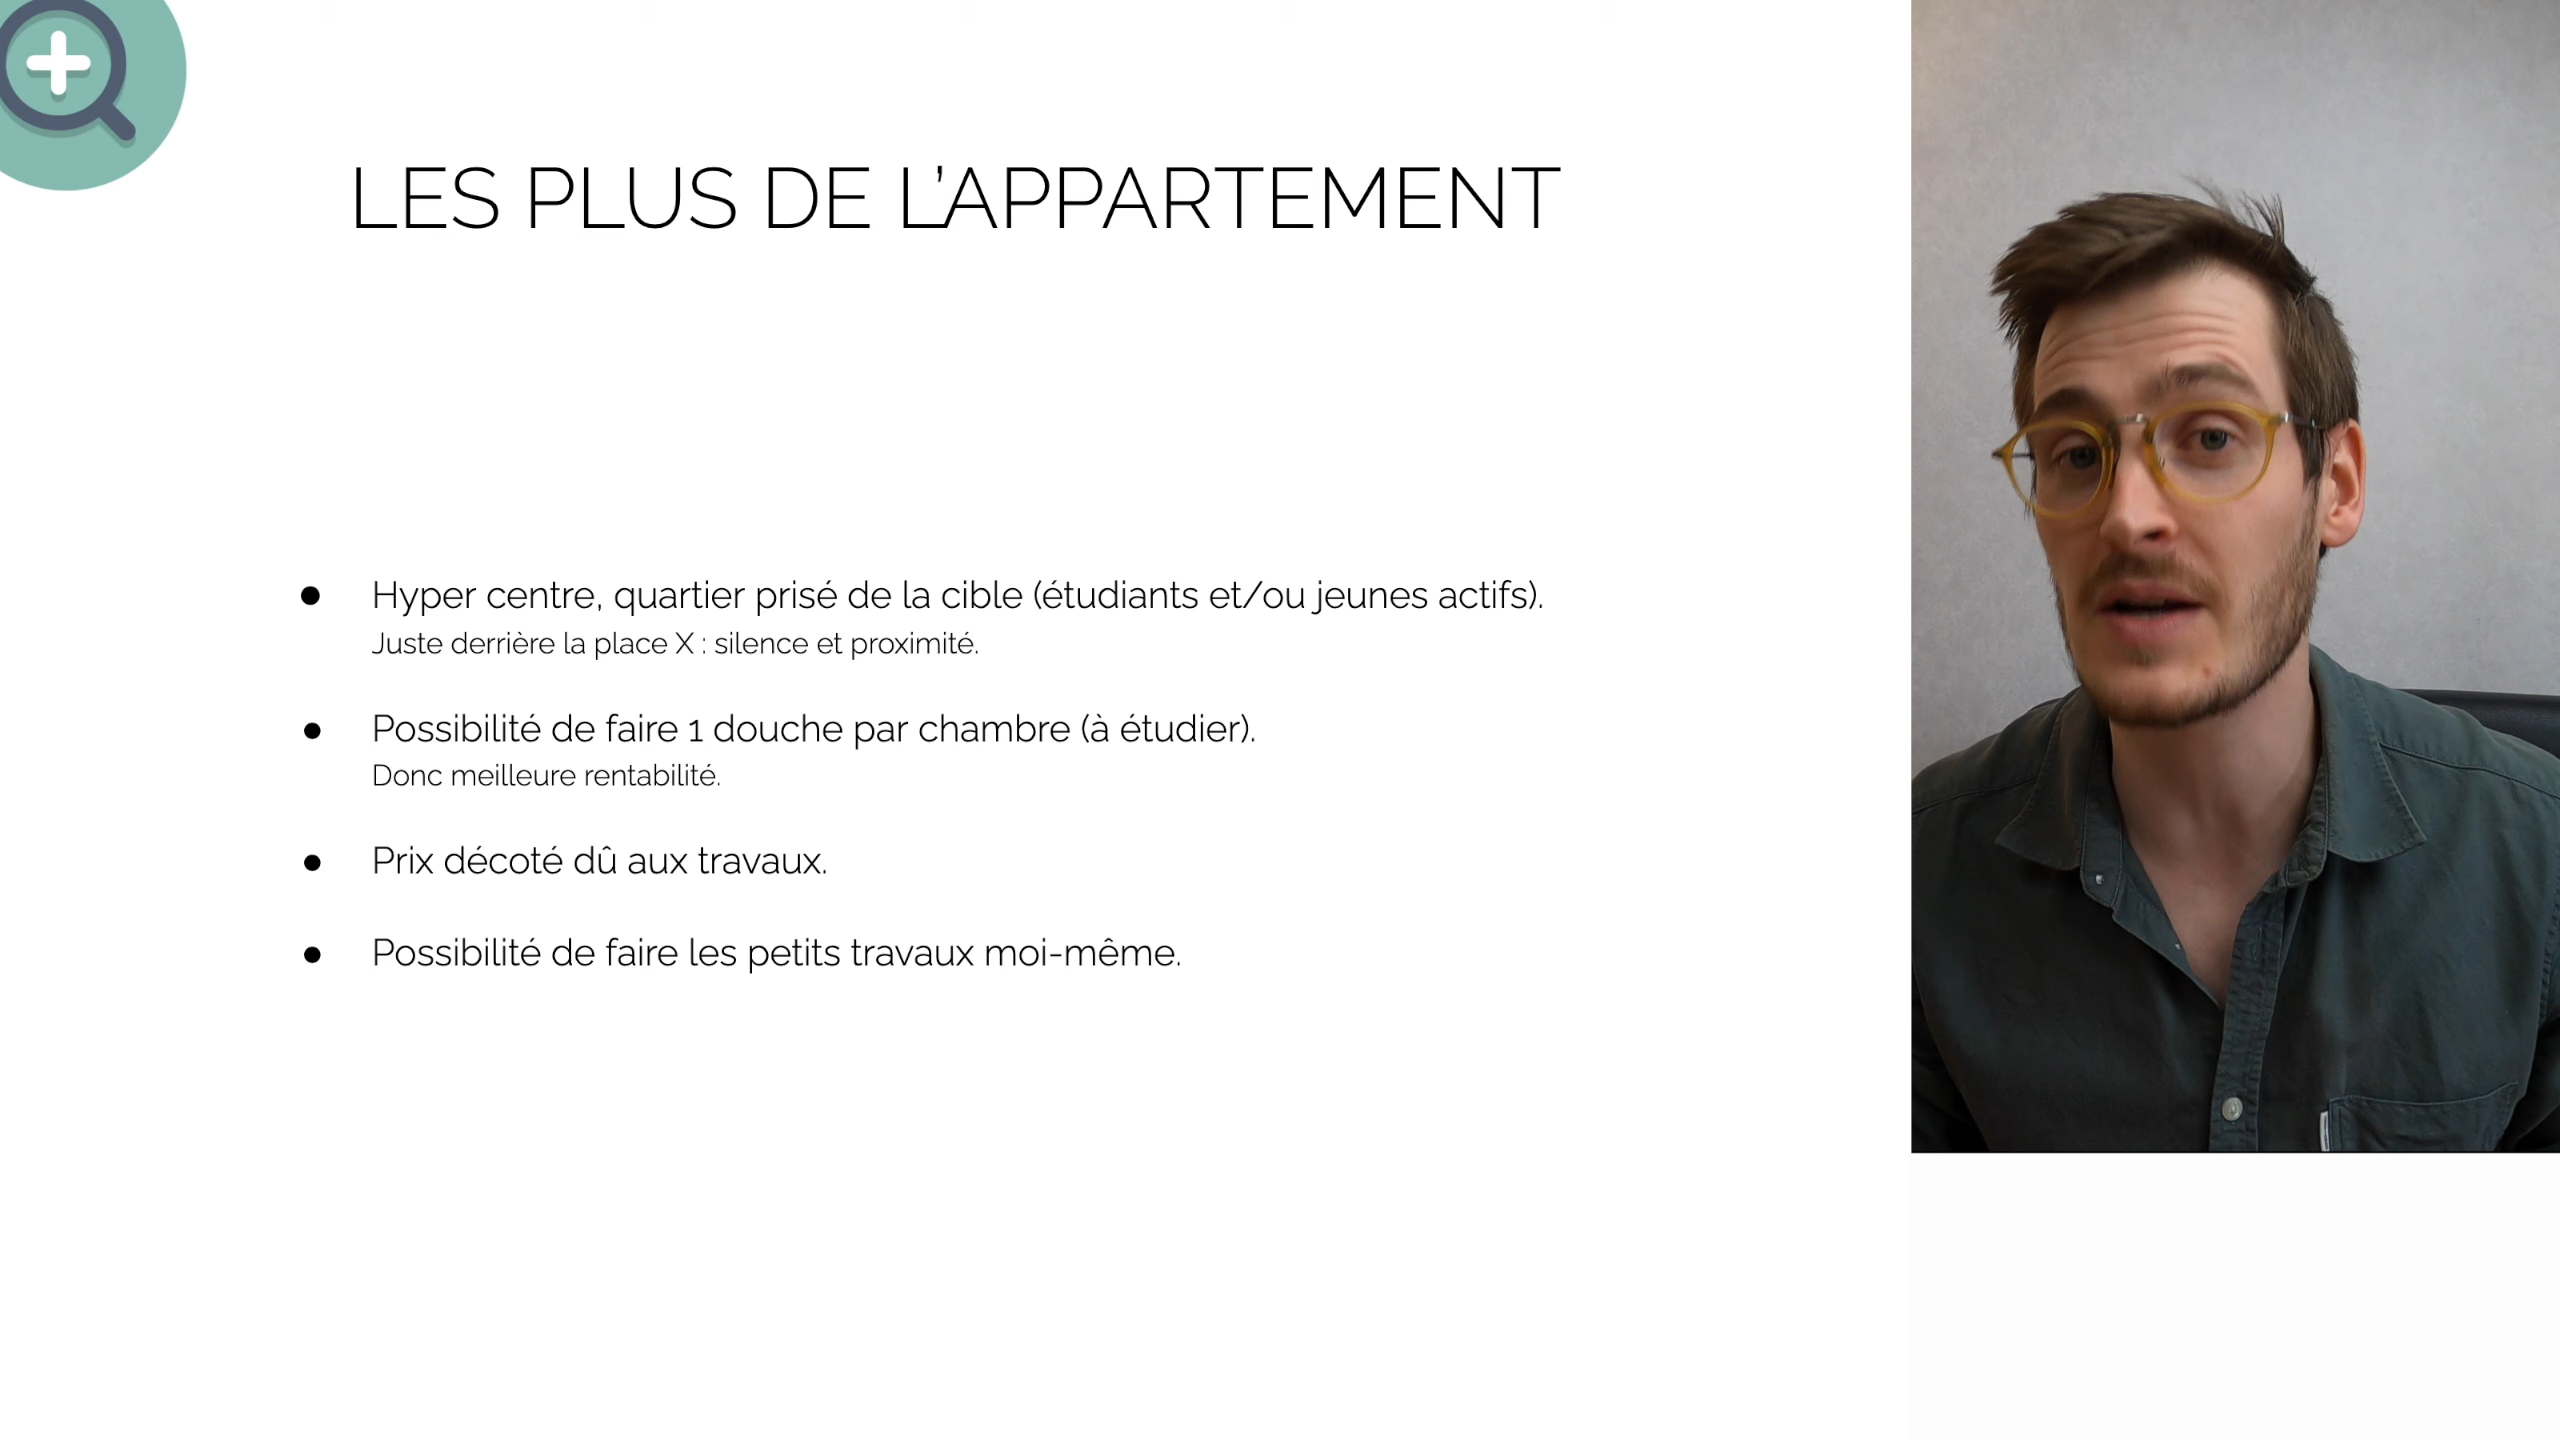 LES PLUS DE L’APPARTEMENT
● Hyper centre, quartier prisé de la cible (étudiants et/ou jeunes actifs).
Juste derrière la place X : silence et proximité.
● Possibilité de faire 1 douche par chambre (à étudier).
Donc meilleure rentabilité.
● Prix décoté dû aux travaux.
● Possibilité de faire les petits travaux moi-même.